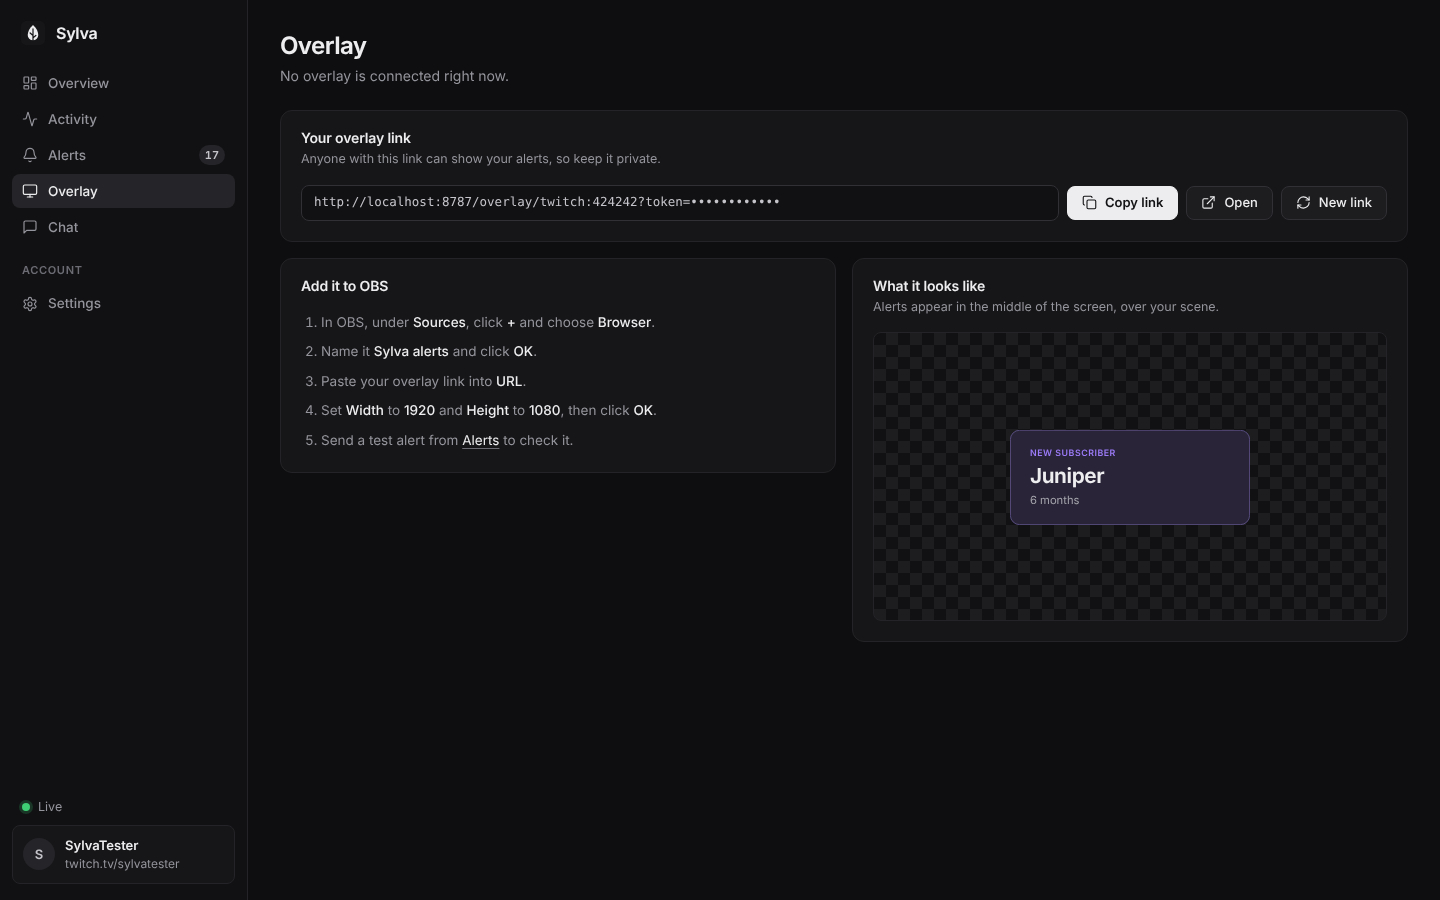 Sylva
Overview
Activity
Alerts 17
Overlay
Chat
ACCOUNT
Settings
Live
S
SylvaTester
twitch.tv/sylvatester
Overlay
No overlay is connected right now.
Your overlay link
Anyone with this link can show your alerts, so keep it private.
http://localhost:8787/overlay/twitch:424242?token=••••••••••••
Copy link
Open
New link
Add it to OBS
1. In OBS, under Sources, click + and choose Browser.
2. Name it Sylva alerts and click OK.
3. Paste your overlay link into URL.
4. Set Width to 1920 and Height to 1080, then click OK.
5. Send a test alert from Alerts to check it.
What it looks like
Alerts appear in the middle of the screen, over your scene.
NEW SUBSCRIBER
Juniper
6 months